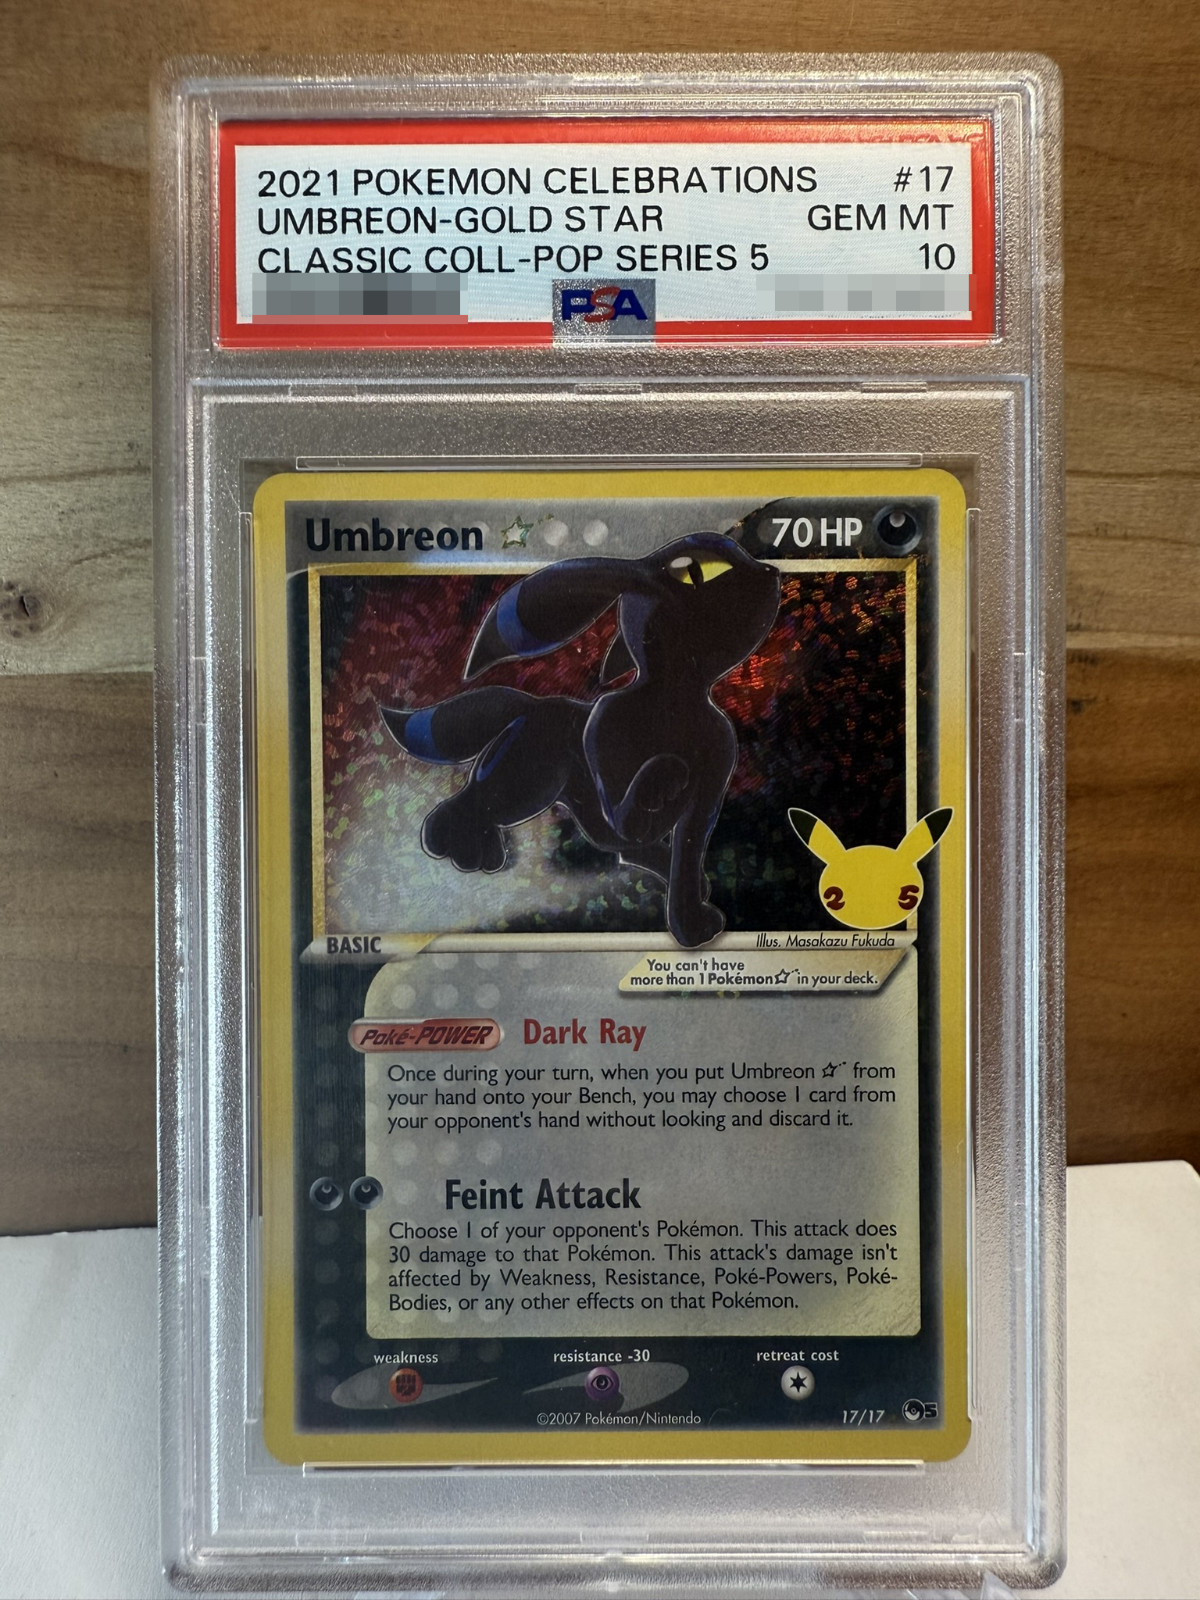 2021 POKEMON CELEBRATIONS #17
UMBREON-GOLD STAR GEM MT
CLASSIC COLL-POP SERIES 5 10
PSA
Umbreon ☆ 70 HP
25
BASIC
Illus. Masakazu Fukuda
You can't have
more than 1 Pokémon☆ in your deck.
Poké-POWER Dark Ray
Once during your turn, when you put Umbreon ☆ from
your hand onto your Bench, you may choose 1 card from
your opponent's hand without looking and discard it.
Feint Attack
Choose 1 of your opponent's Pokémon. This attack does
30 damage to that Pokémon. This attack's damage isn't
affected by Weakness, Resistance, Poké-Powers, Poké-
Bodies, or any other effects on that Pokémon.
weakness resistance -30 retreat cost
©2007 Pokémon/Nintendo 17/17 5